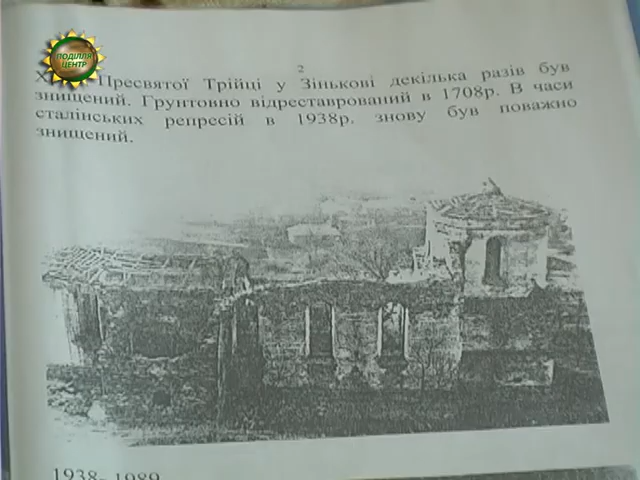 ПОДІЛЛЯ
ЦЕНТР
2
Пресвятої Трійці у Зінькові декілька разів був
знищений. Грунтовно відреставрований в 1708р. В часи
сталінських репресій в 1938р. знову був поважно
знищений.
1938- 1989